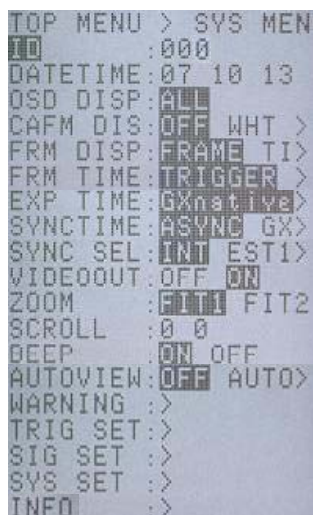 TOP MENU > SYS MEN
ID :000
DATETIME:07 10 13
OSD DISP:ALL
CAFM DIS:OFF WHT >
FRM DISP:FRAME TI>
FRM TIME:TRIGGER >
EXP TIME:GXnative>
SYNCTIME:ASYNC GX>
SYNC SEL:INT EST1>
VIDEOOUT:OFF ON
ZOOM :FIT1 FIT2
SCROLL :0 0
BEEP :ON OFF
AUTOVIEW:OFF AUTO>
WARNING :>
TRIG SET:>
SIG SET :>
SYS SET :>
INFO :>